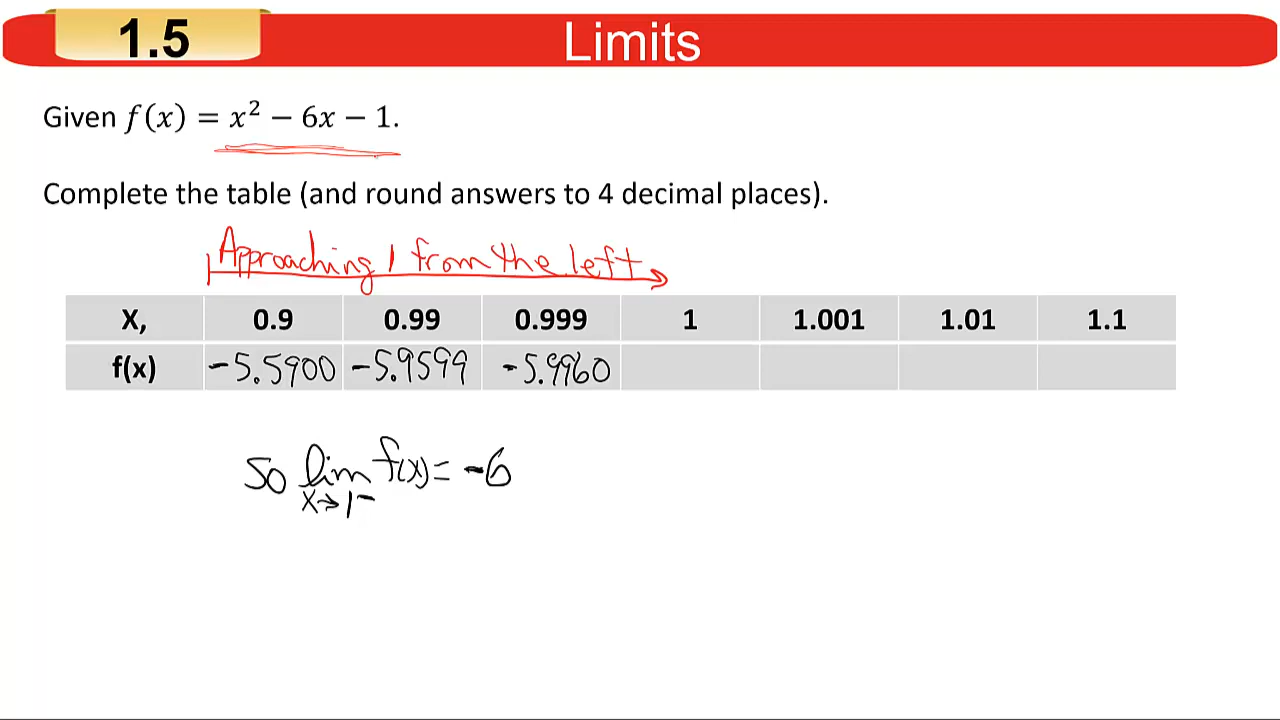 1.5 Limits
Given f(x) = x² − 6x − 1.
Complete the table (and round answers to 4 decimal places).
Approaching 1 from the left
X, 0.9 0.99 0.999 1 1.001 1.01 1.1
f(x) -5.5900 -5.9599 -5.9960
So lim f(x) = -6
x→1⁻